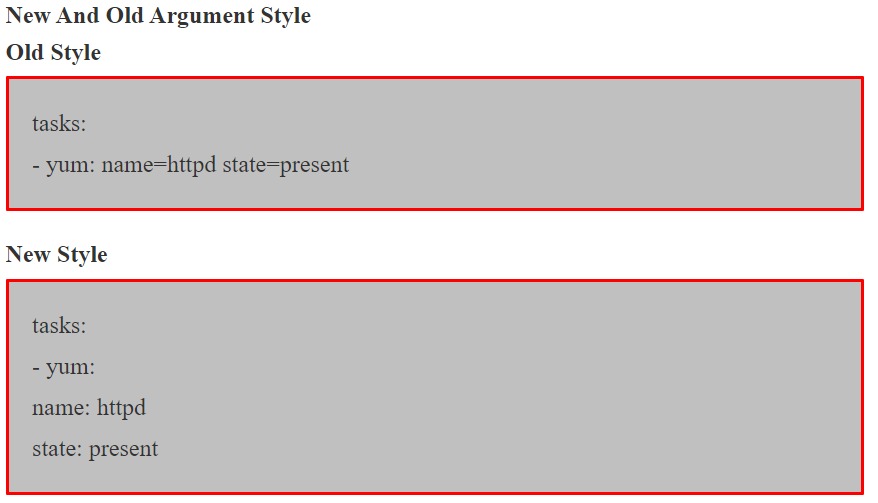 New And Old Argument Style
Old Style
tasks:
- yum: name=httpd state=present
New Style
tasks:
- yum:
name: httpd
state: present